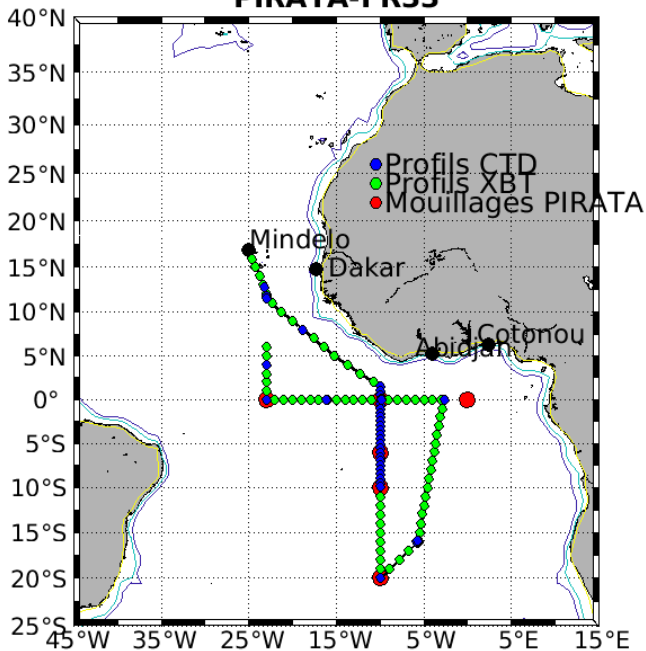 PIRATA-FR33
40°N
35°N
30°N
25°N
20°N
15°N
10°N
5°N
0°
5°S
10°S
15°S
20°S
25°S
Profils CTD
Profils XBT
Mouillages PIRATA
Mindelo
Dakar
Cotonou
Abidjan
45°W
35°W
25°W
15°W
5°W
5°E
15°E